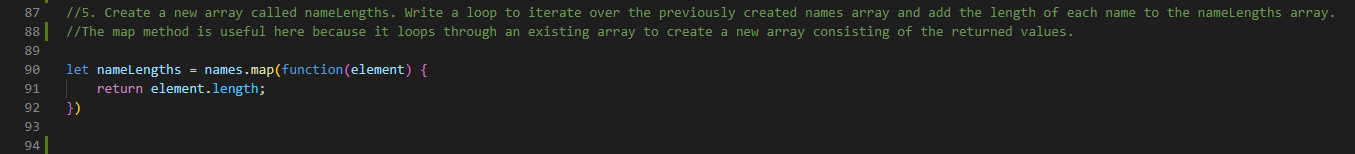 87 //5. Create a new array called nameLengths. Write a loop to iterate over the previously created names array and add the length of each name to the nameLengths array.
88 //The map method is useful here because it loops through an existing array to create a new array consisting of the returned values.
89
90 let nameLengths = names.map(function(element) {
91     return element.length;
92 })
93
94